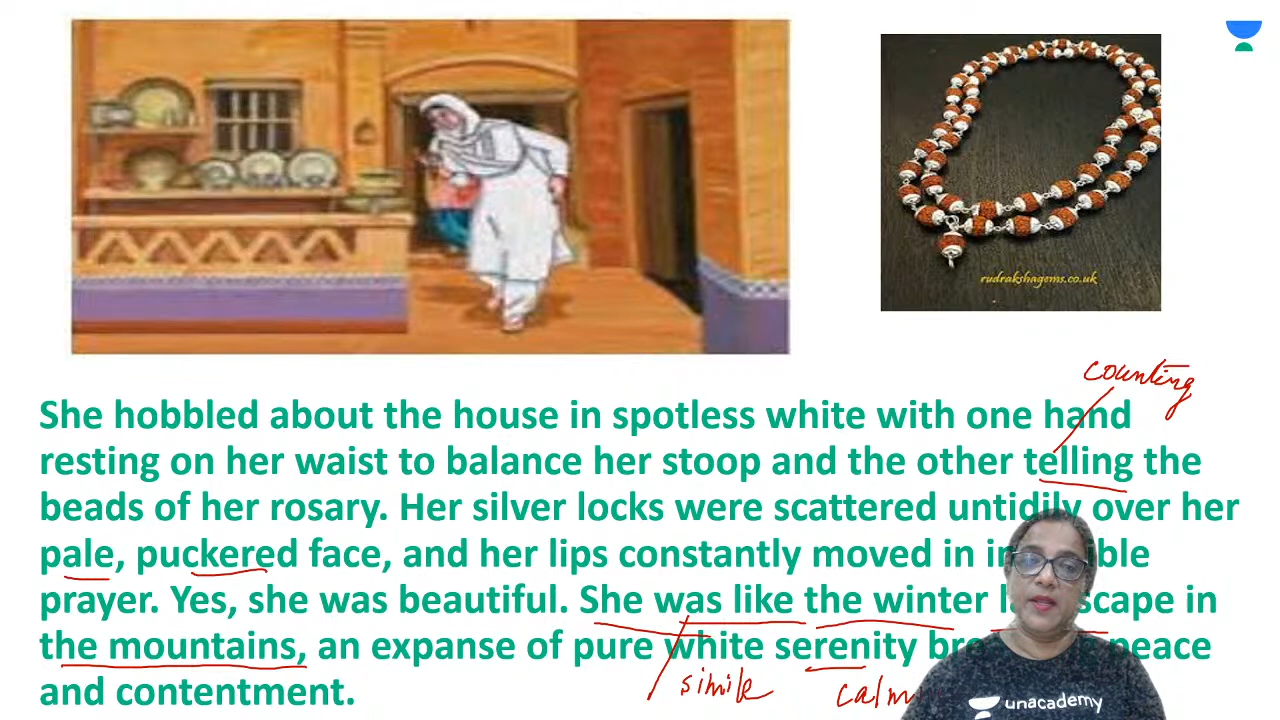 rudrakshagems.co.uk
counting
She hobbled about the house in spotless white with one hand
resting on her waist to balance her stoop and the other telling the
beads of her rosary. Her silver locks were scattered untidily over her
pale, puckered face, and her lips constantly moved in
prayer. Yes, she was beautiful. She was like the winter in
the mountains, an expanse of pure white serenity peace
and contentment.
simile
unacademy